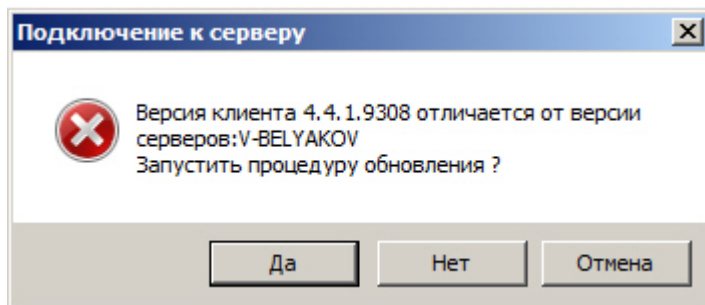 Подключение к серверу
Версия клиента 4.4.1.9308 отличается от версии
серверов:V-BELYAKOV
Запустить процедуру обновления ?
Да
Нет
Отмена